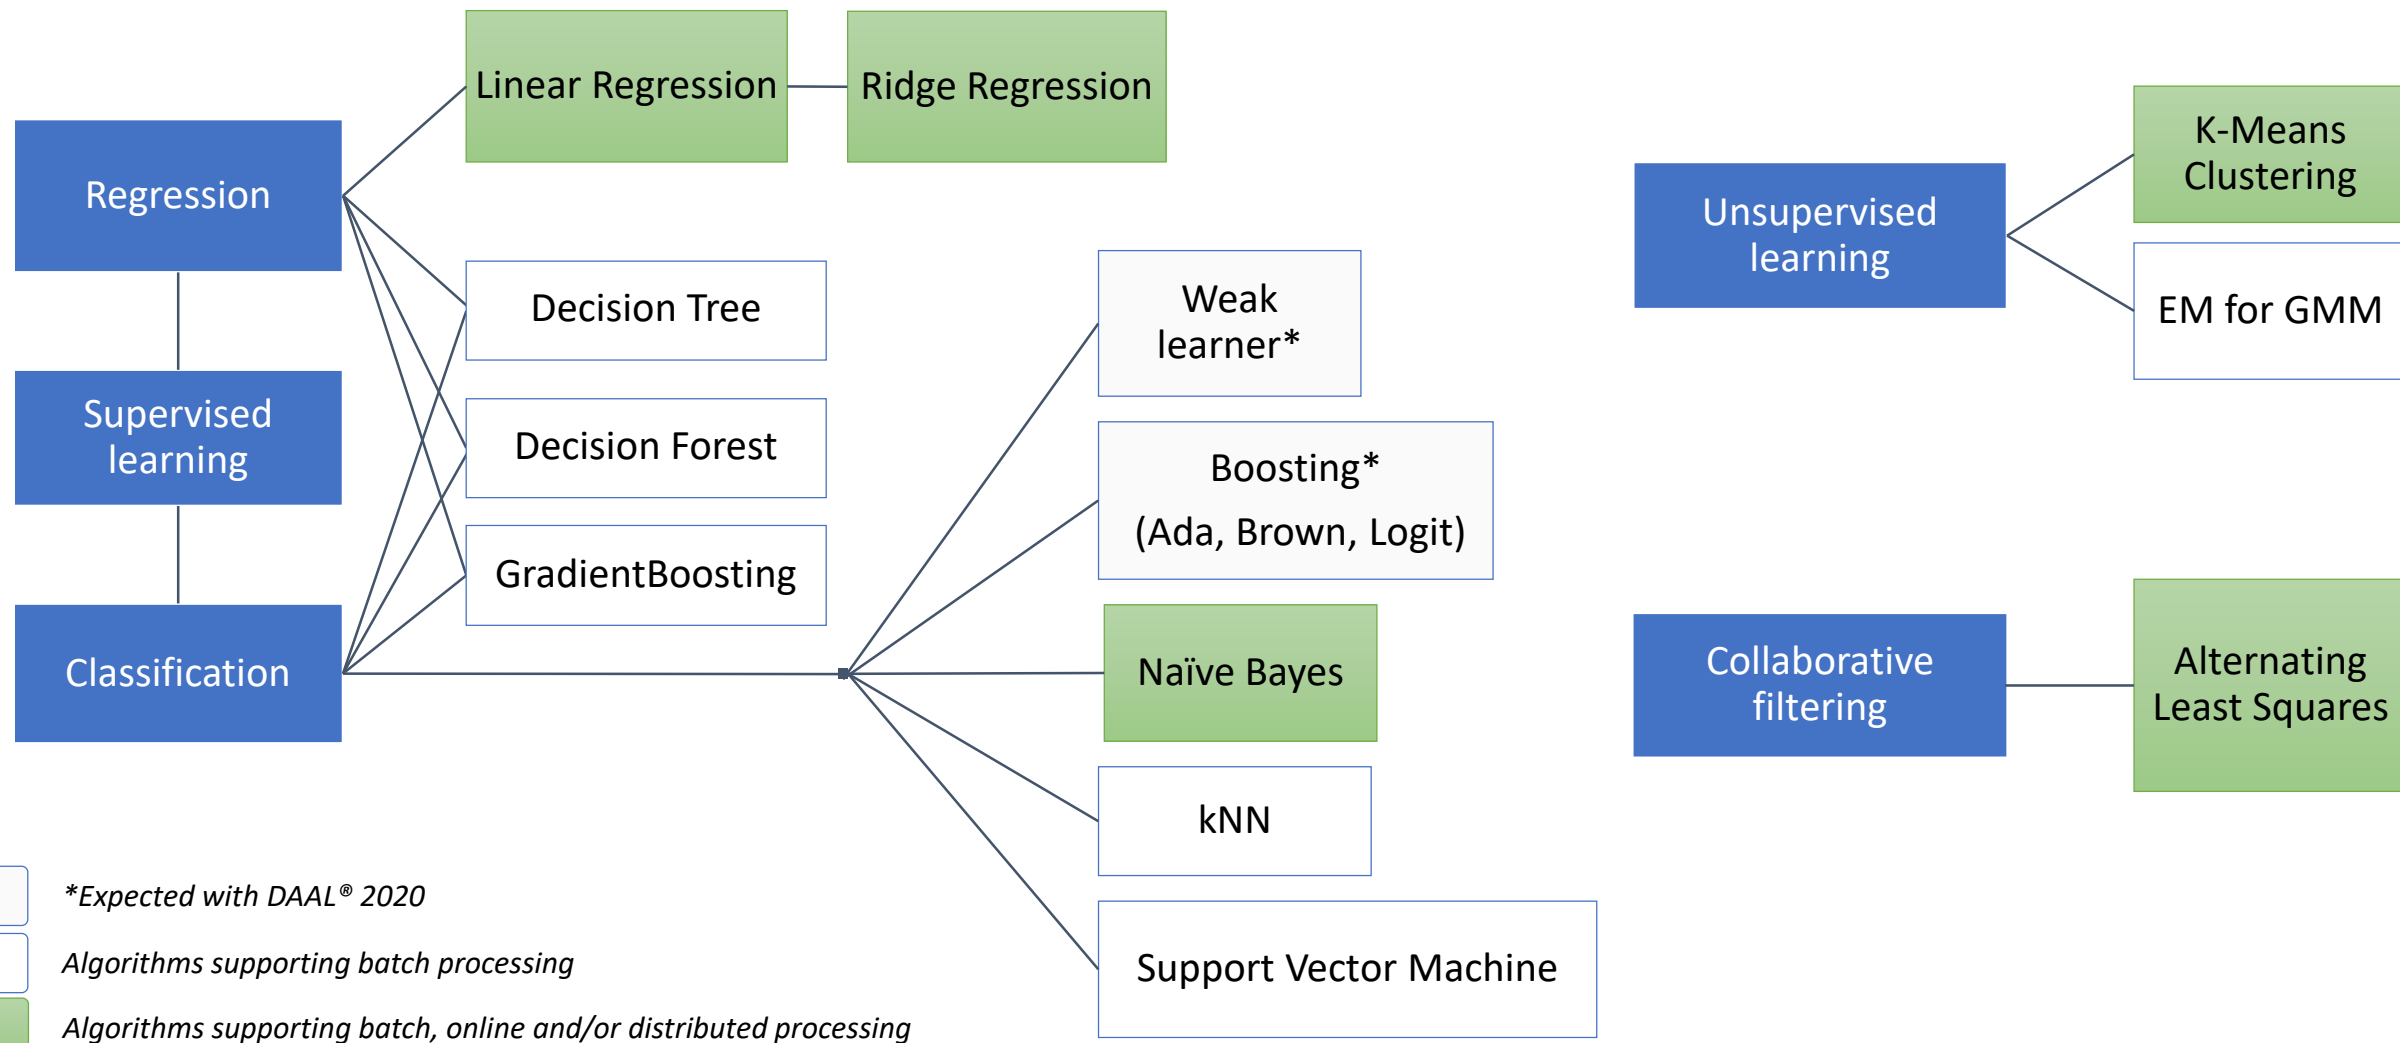 Linear Regression
Ridge Regression
Regression
Decision Tree
Supervised
learning
Decision Forest
GradientBoosting
Classification
Weak
learner*
Boosting*
(Ada, Brown, Logit)
Naïve Bayes
kNN
Support Vector Machine
Unsupervised
learning
K-Means
Clustering
EM for GMM
Collaborative
filtering
Alternating
Least Squares
*Expected with DAAL® 2020
Algorithms supporting batch processing
Algorithms supporting batch, online and/or distributed processing